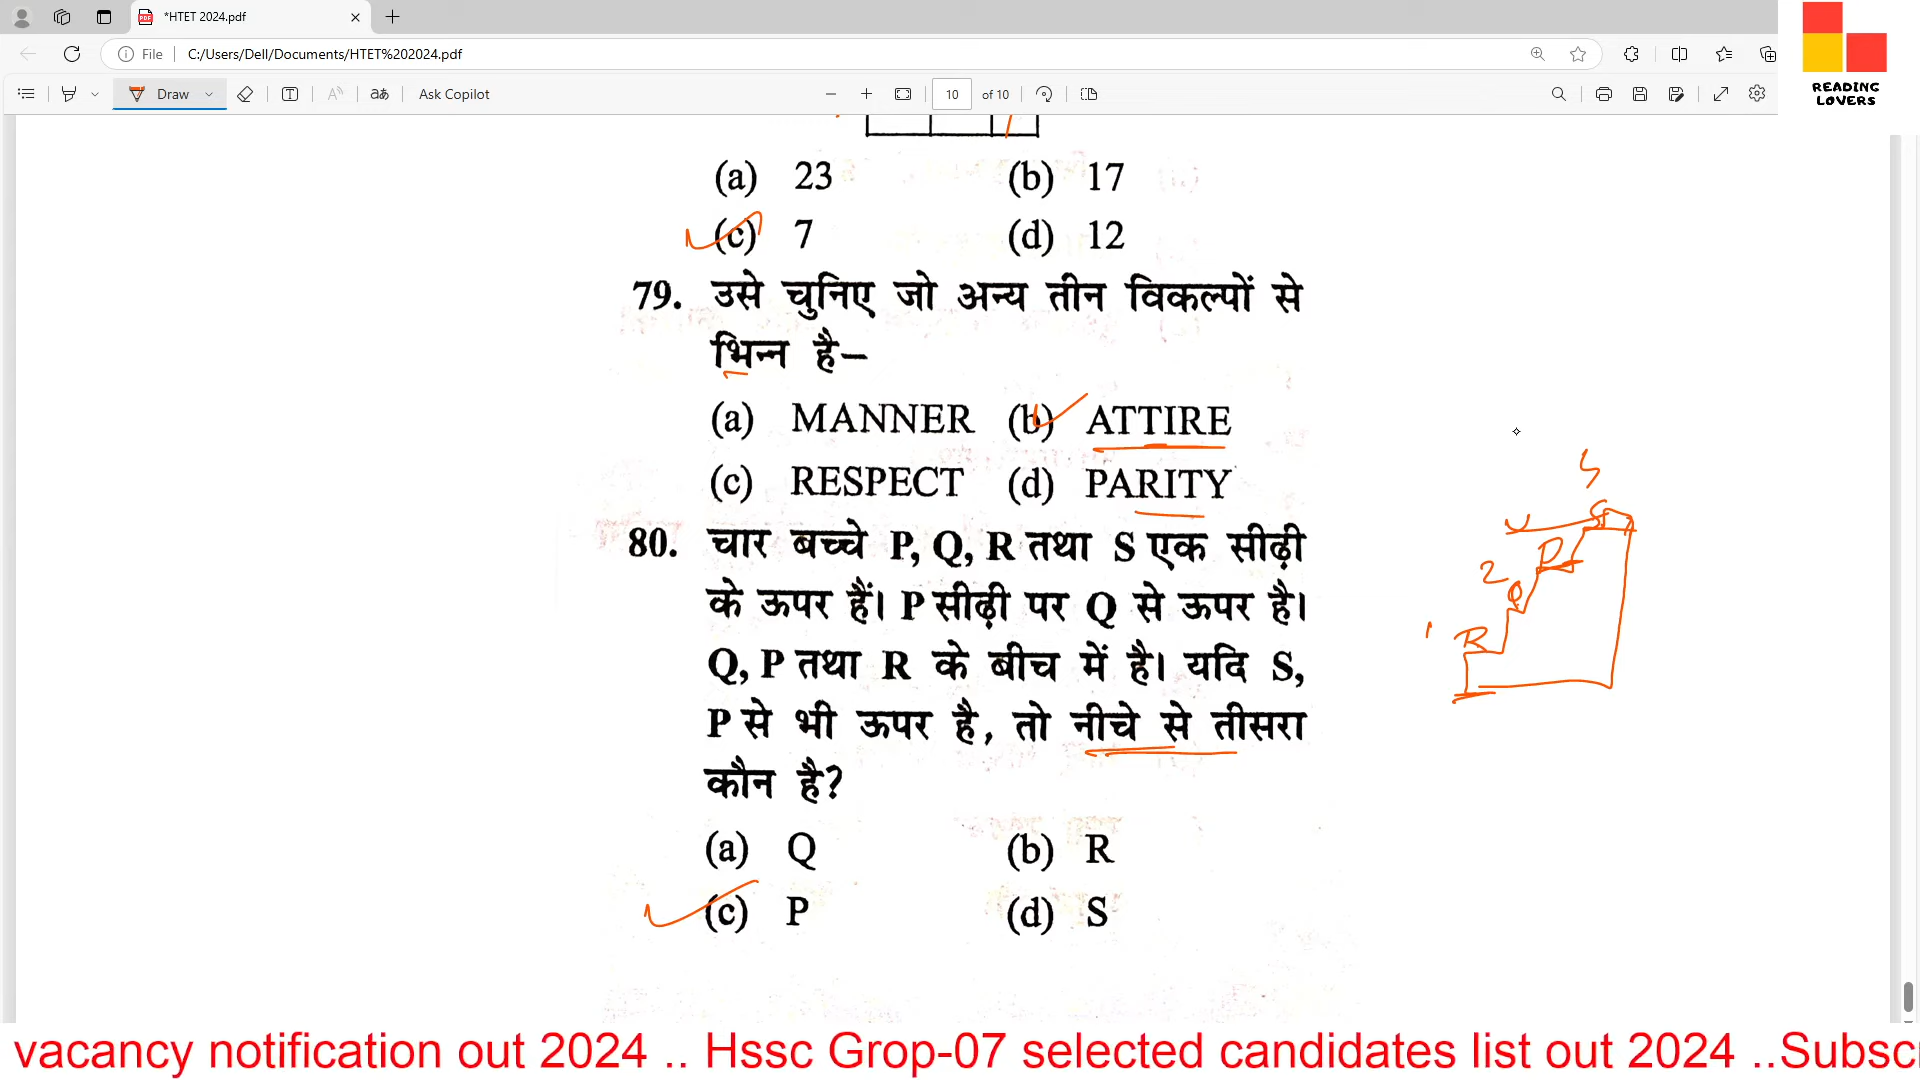 *HTET 2024.pdf
File
C:/Users/Dell/Documents/HTET%202024.pdf
Draw
Ask Copilot
10 of 10
READING
LOVERS
(a) 23 (b) 17
(c) 7 (d) 12
79. उसे चुनिए जो अन्य तीन विकल्पों से
भिन्न है–
(a) MANNER (b) ATTIRE
(c) RESPECT (d) PARITY
80. चार बच्चे P, Q, R तथा S एक सीढ़ी
के ऊपर हैं। P सीढ़ी पर Q से ऊपर है।
Q, P तथा R के बीच में है। यदि S,
P से भी ऊपर है, तो नीचे से तीसरा
कौन है?
(a) Q (b) R
(c) P (d) S
S
P
2
Q
1 R
vacancy notification out 2024 .. Hssc Grop-07 selected candidates list out 2024 ..Subsc